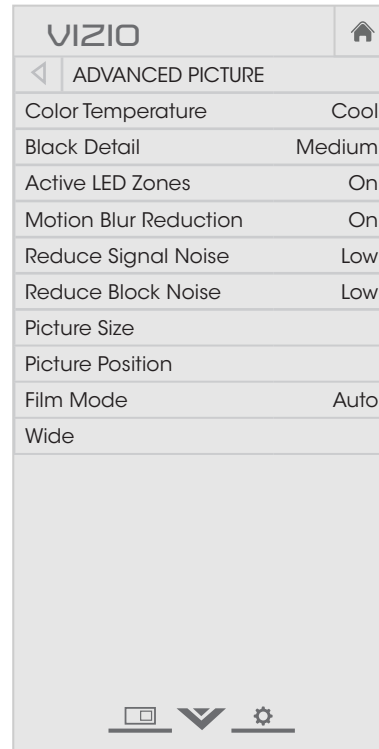 VIZIO
ADVANCED PICTURE
Color Temperature Cool
Black Detail Medium
Active LED Zones On
Motion Blur Reduction On
Reduce Signal Noise Low
Reduce Block Noise Low
Picture Size
Picture Position
Film Mode Auto
Wide